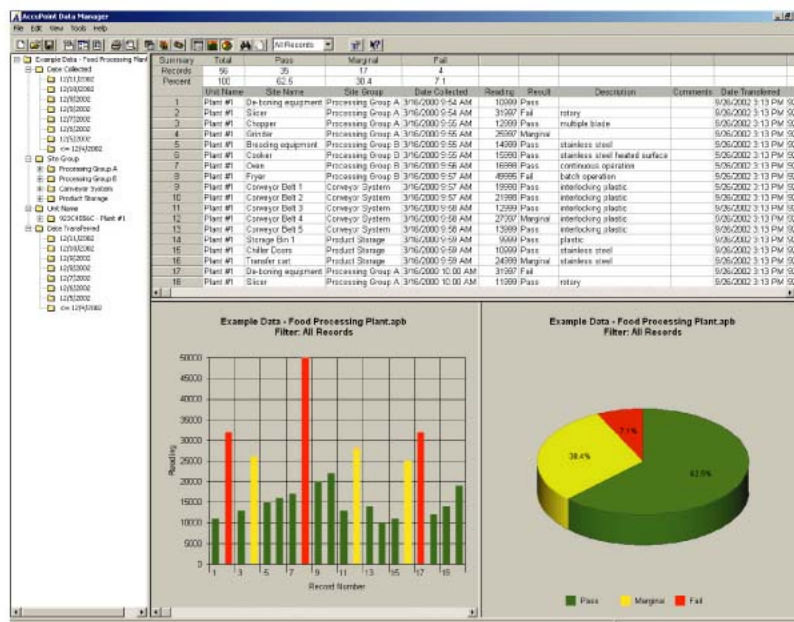 AccuPoint Data Manager
File Edit View Tools Help
All Records
Example Data - Food Processing Plant
Date Collected
12/11/2002
12/10/2002
12/9/2002
12/8/2002
12/7/2002
12/6/2002
12/5/2002
<= 12/4/2002
Site Group
Processing Group A
Processing Group B
Conveyor System
Product Storage
Unit Name
Plant #1
Date Transferred
12/11/2002
12/10/2002
12/9/2002
12/8/2002
12/7/2002
12/6/2002
12/5/2002
<= 12/4/2002
Summary Total Pass Marginal Fail
Records 56 35 17 4
Percent 100 62.5 30.4 7.1
Unit Name Site Name Site Group Date Collected Reading Result Description Comments Date Transferred
1 Plant #1 De-boning equipment Processing Group A 3/16/2000 9:54 AM 10999 Pass 9/26/2002 3:13 PM
2 Plant #1 Slicer Processing Group A 3/16/2000 9:54 AM 31997 Fail rotory 9/26/2002 3:13 PM
3 Plant #1 Chopper Processing Group A 3/16/2000 9:55 AM 12999 Pass multiple blade 9/26/2002 3:13 PM
4 Plant #1 Grinder Processing Group A 3/16/2000 9:55 AM 25997 Marginal 9/26/2002 3:13 PM
5 Plant #1 Breading equipment Processing Group B 3/16/2000 9:55 AM 14999 Pass stainless steel 9/26/2002 3:13 PM
6 Plant #1 Cooker Processing Group B 3/16/2000 9:55 AM 15998 Pass stainless steel heated surface 9/26/2002 3:13 PM
7 Plant #1 Oven Processing Group B 3/16/2000 9:56 AM 16998 Pass continuous operation 9/26/2002 3:13 PM
8 Plant #1 Fryer Processing Group B 3/16/2000 9:57 AM 49995 Fail batch operation 9/26/2002 3:13 PM
9 Plant #1 Conveyor Belt 1 Conveyor System 3/16/2000 9:57 AM 19998 Pass interlocking plastic 9/26/2002 3:13 PM
10 Plant #1 Conveyor Belt 2 Conveyor System 3/16/2000 9:57 AM 21998 Pass interlocking plastic 9/26/2002 3:13 PM
11 Plant #1 Conveyor Belt 3 Conveyor System 3/16/2000 9:58 AM 12999 Pass interlocking plastic 9/26/2002 3:13 PM
12 Plant #1 Conveyor Belt 4 Conveyor System 3/16/2000 9:58 AM 27997 Marginal interlocking plastic 9/26/2002 3:13 PM
13 Plant #1 Conveyor Belt 5 Conveyor System 3/16/2000 9:58 AM 13999 Pass interlocking plastic 9/26/2002 3:13 PM
14 Plant #1 Storage Bin 1 Product Storage 3/16/2000 9:59 AM 9999 Pass plastic 9/26/2002 3:13 PM
15 Plant #1 Chiller Doors Product Storage 3/16/2000 9:59 AM 10999 Pass stainless steel 9/26/2002 3:13 PM
16 Plant #1 Transfer cart Product Storage 3/16/2000 9:59 AM 24998 Marginal stainless steel 9/26/2002 3:13 PM
17 Plant #1 De-boning equipment Processing Group A 3/16/2000 10:00 AM 31997 Fail 9/26/2002 3:13 PM
18 Plant #1 Slicer Processing Group A 3/16/2000 10:00 AM 11999 Pass rotory 9/26/2002 3:13 PM
Example Data - Food Processing Plant.apb
Filter: All Records
50000
45000
40000
35000
30000
25000
20000
15000
10000
5000
0
Reading
1 3 5 7 9 11 13 15 17 19
Record Number
Example Data - Food Processing Plant.apb
Filter: All Records
7.1%
30.4%
62.5%
Pass Marginal Fail